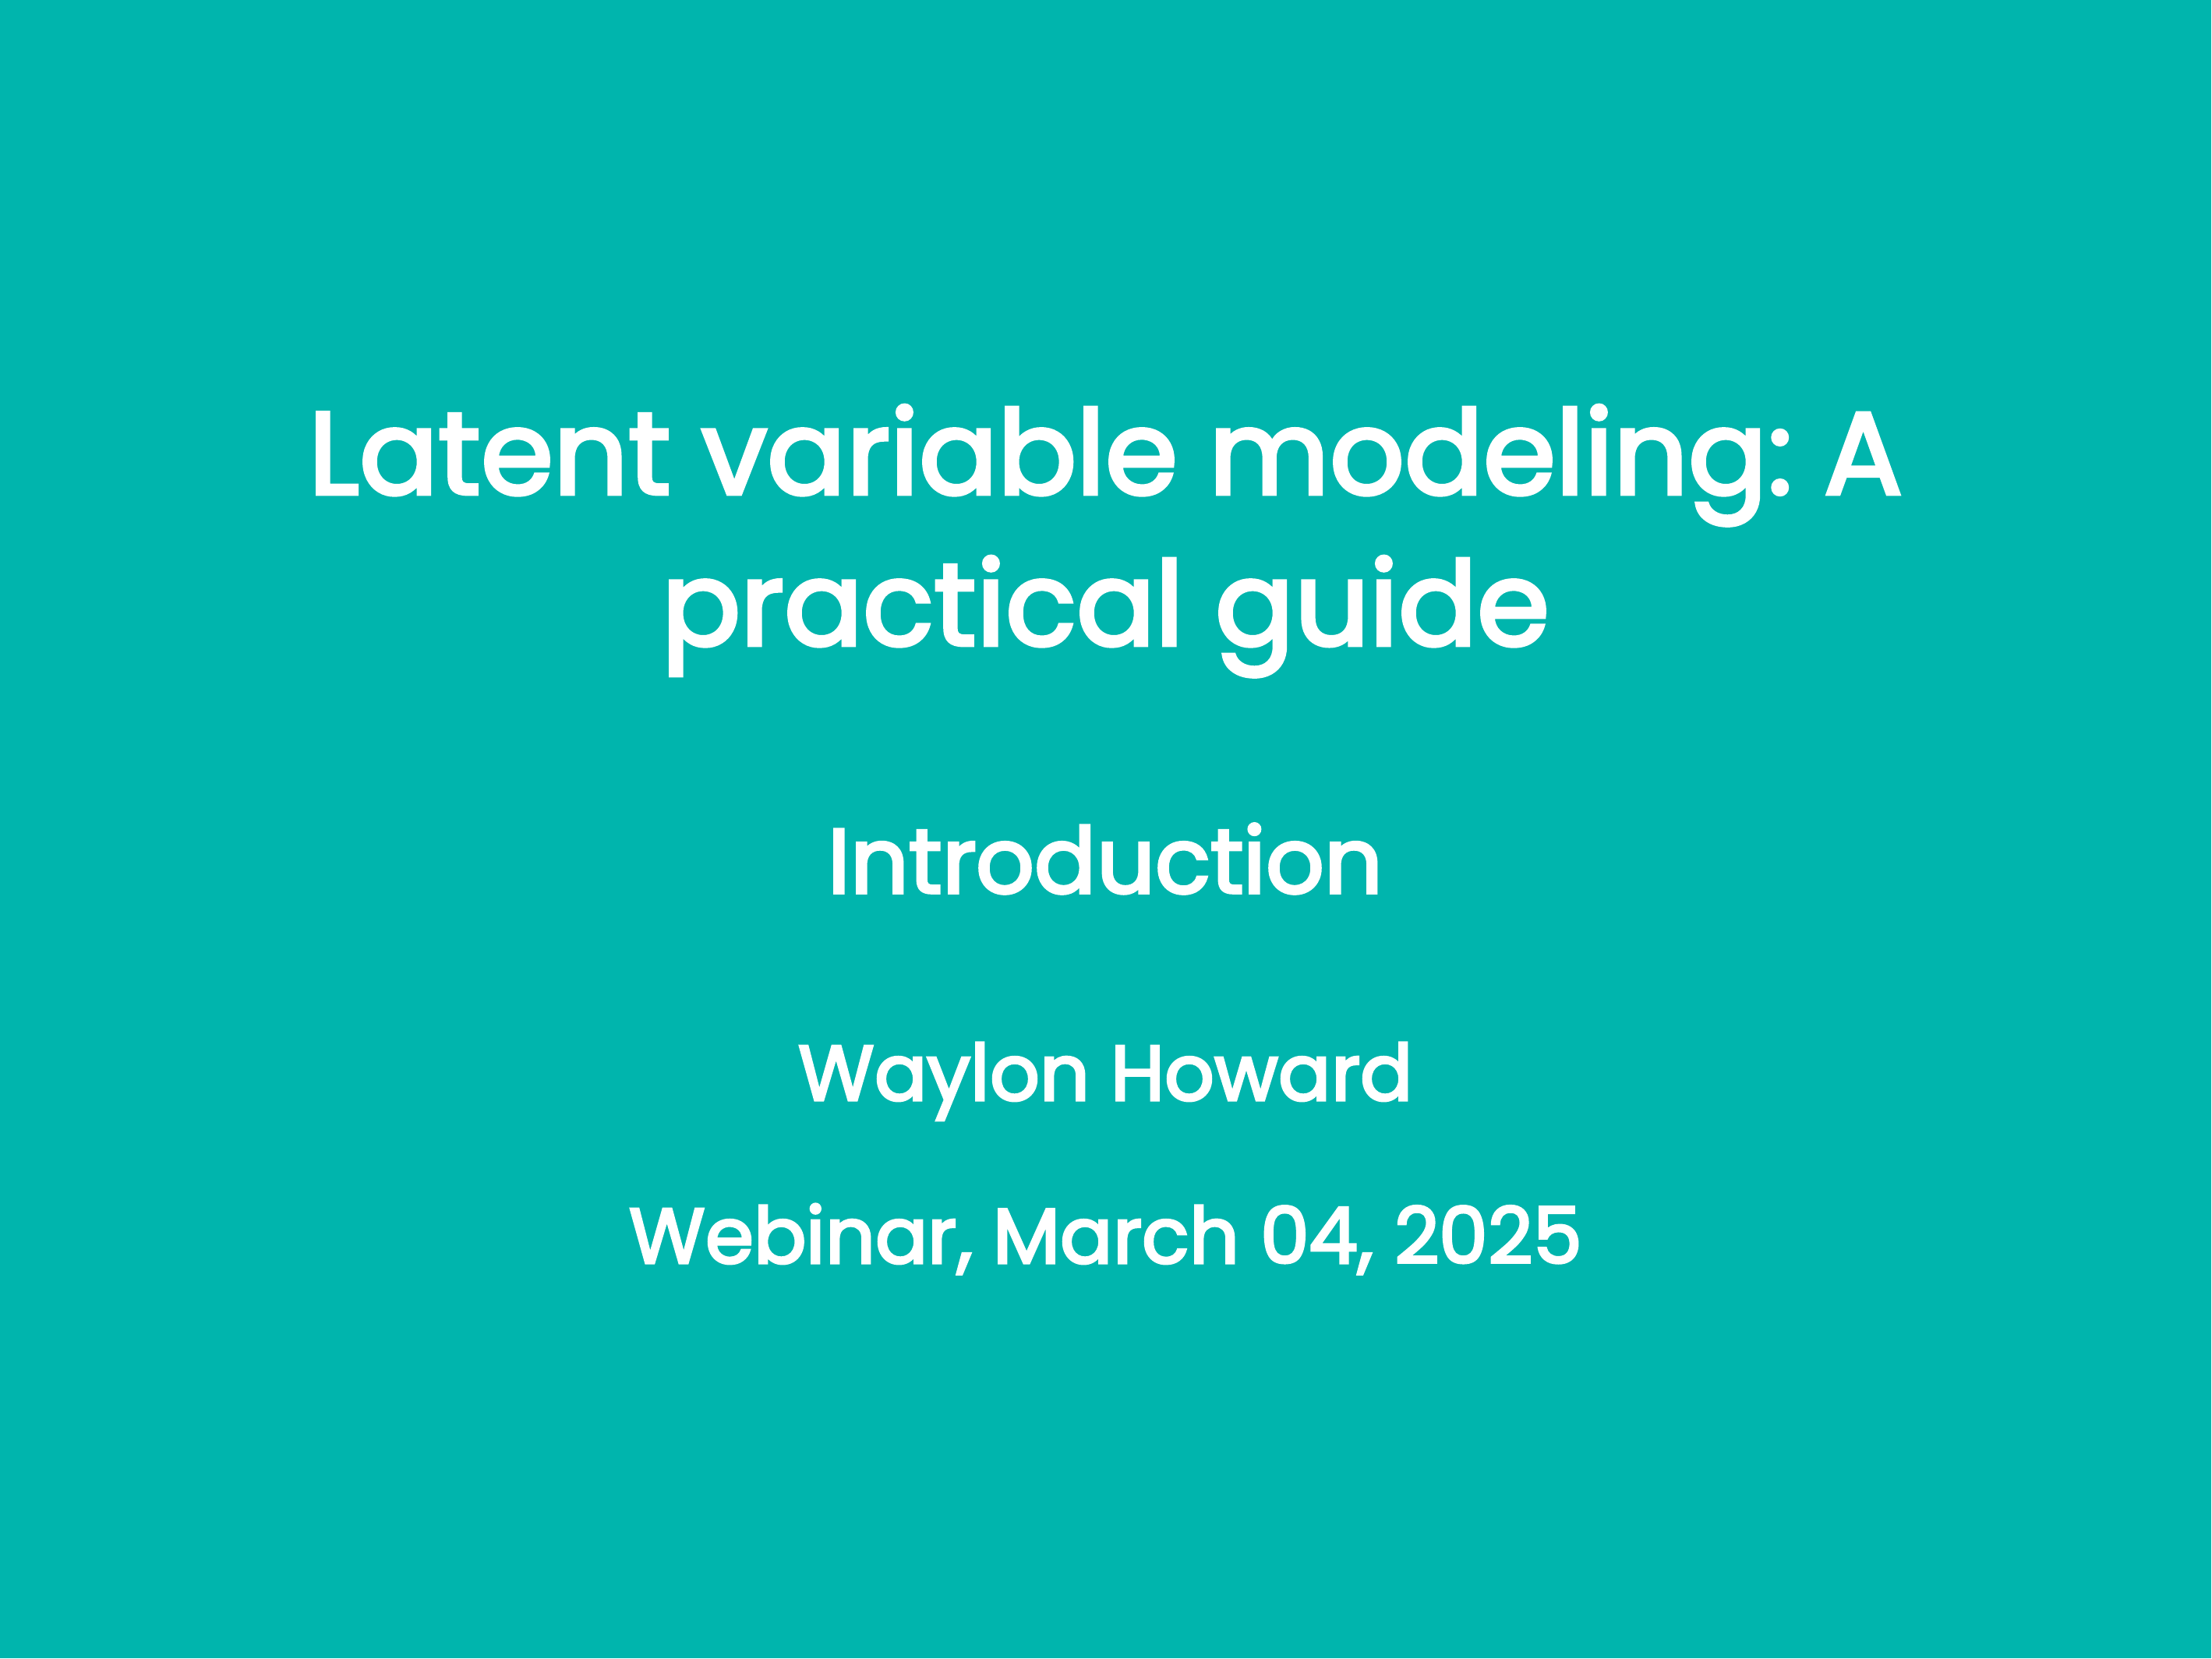 Latent variable modeling: A
practical guide
Introduction
Waylon Howard
Webinar, March 04, 2025